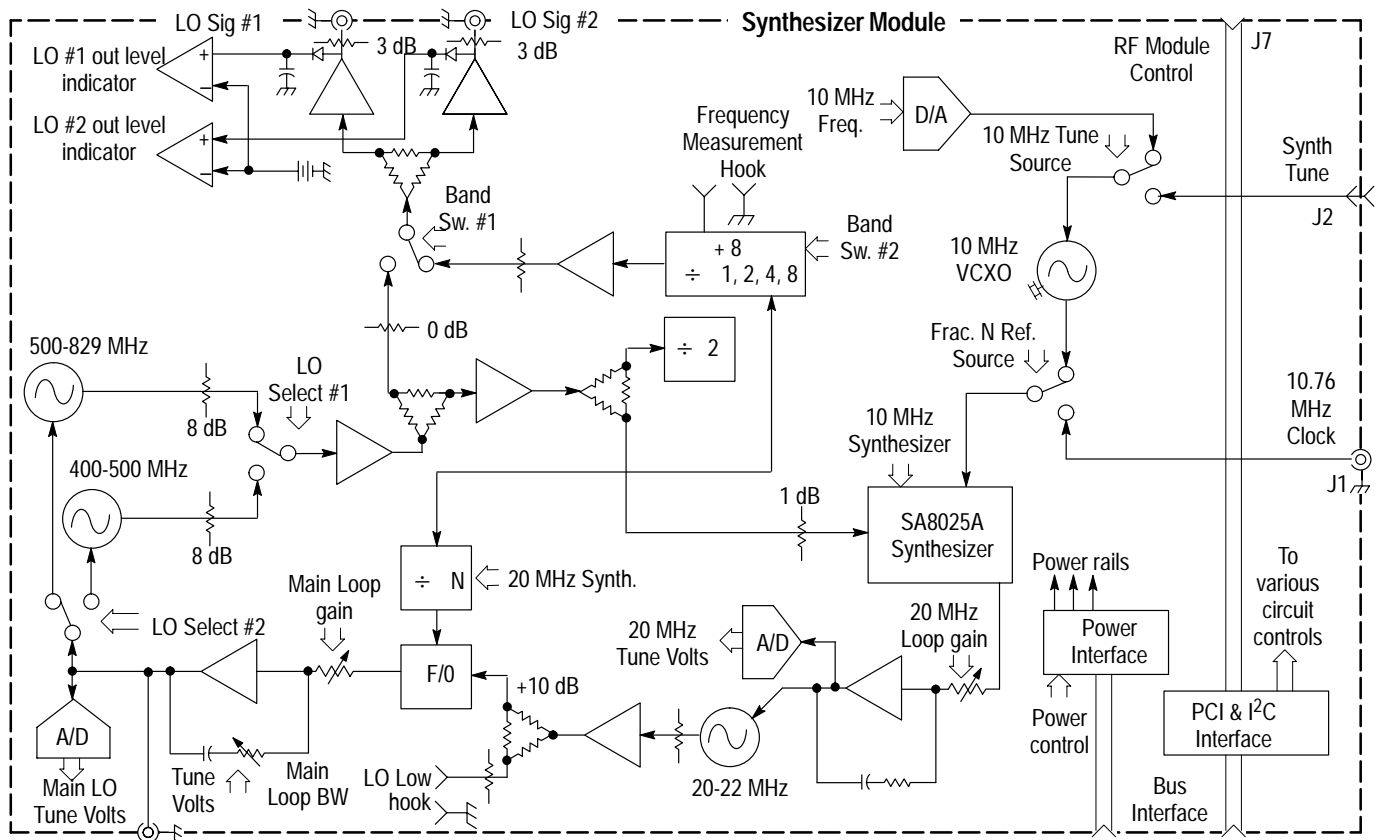 LO Sig #1
LO Sig #2
Synthesizer Module
J7
3 dB
3 dB
RF Module
Control
LO #1 out level
indicator
+
−
LO #2 out level
indicator
+
−
10 MHz
Freq.
D/A
Frequency
Measurement
Hook
10 MHz Tune
Source
Synth
Tune
J2
Band
Sw. #1
+ 8
÷ 1, 2, 4, 8
Band
Sw. #2
10 MHz
VCXO
0 dB
÷ 2
Frac. N Ref.
Source
500-829 MHz
LO
Select #1
8 dB
10.76
MHz
Clock
J1
10 MHz
Synthesizer
400-500 MHz
8 dB
1 dB
SA8025A
Synthesizer
÷ N
20 MHz Synth.
Main Loop
gain
LO Select #2
F/0
+10 dB
20 MHz
Tune Volts
A/D
20 MHz
Loop gain
Power rails
Power
Interface
To
various
circuit
controls
A/D
Main LO
Tune Volts
Tune
Volts
Main
Loop BW
LO Low
hook
20-22 MHz
Power
control
PCI & I²C
Interface
Bus
Interface